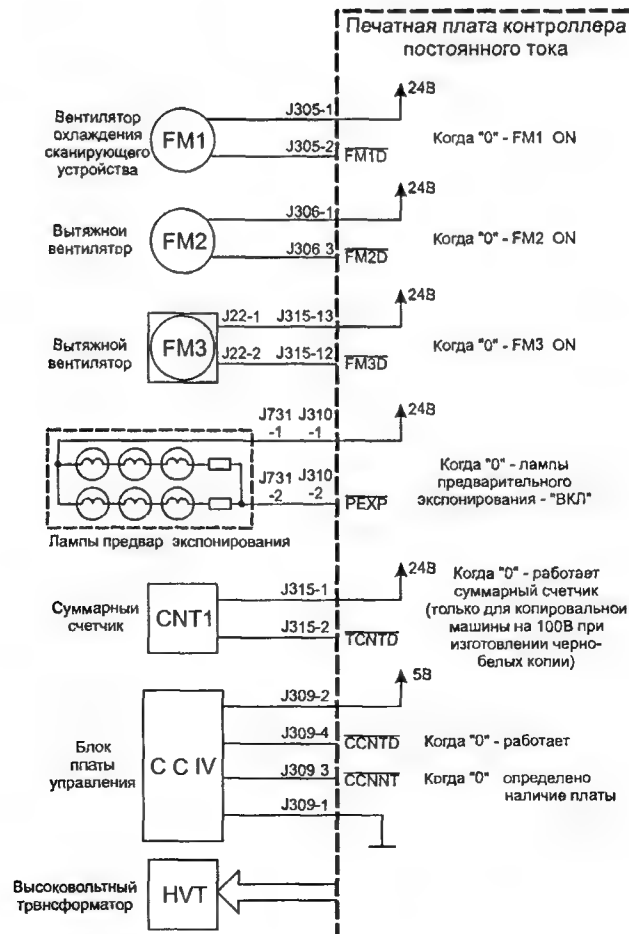 Печатная плата контроллера
постоянного тока
24В
J305-1
Вентилятор
охлаждения
сканирующего
устройства
FM1
Когда "0" - FM1 ON
J305-2
FM1D
24В
J306-1
Вытяжной
вентилятор
FM2
Когда "0" - FM2 ON
J306 3
FM2D
24В
J22-1 J315-13
Вытяжной
вентилятор
FM3
Когда "0" - FM3 ON
J22-2 J315-12
FM3D
24В
J731 J310
-1 -1
Когда "0" - лампы
предварительного
экспонирования - "ВКЛ"
J731 J310
-2 -2
PEXP
Лампы предвар экспонирования
24В
J315-1
Суммарный
счетчик
CNT1
Когда "0" - работает
суммарный счетчик
(только для копировальной
машины на 100В при
изготовлении черно-
белых копии)
J315-2
TCNTD
5В
J309-2
Блок
платы
управления
C C IV
J309-4
CCNTD
Когда "0" - работает
J309 3
CCNNT
Когда "0" определено
наличие платы
J309-1
Высоковольтный
трвнсформатор
HVT